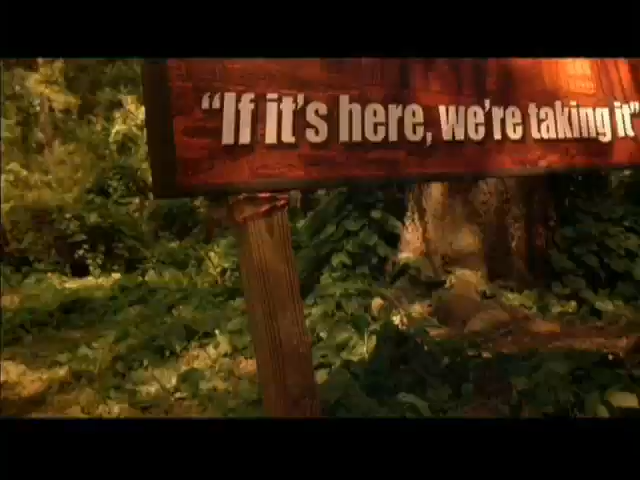 “If it’s here, we’re taking it”